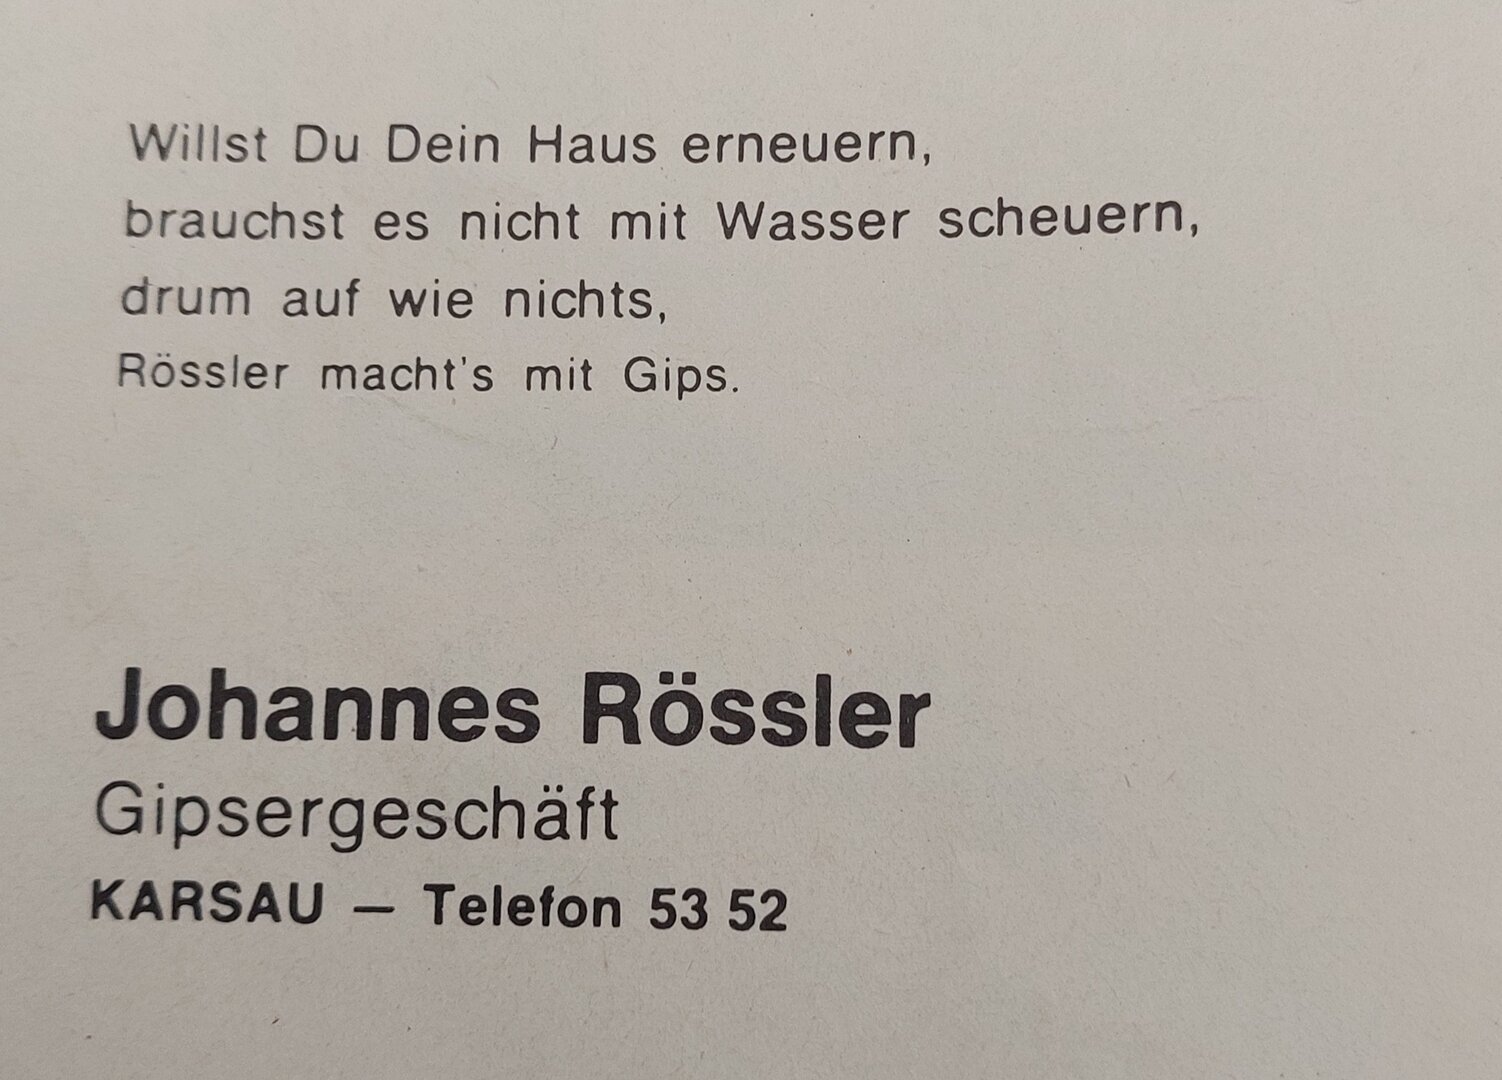 Willst Du Dein Haus erneuern,
brauchst es nicht mit Wasser scheuern,
drum auf wie nichts,
Rössler macht's mit Gips.
Johannes Rössler
Gipsergeschäft
KARSAU — Telefon 53 52